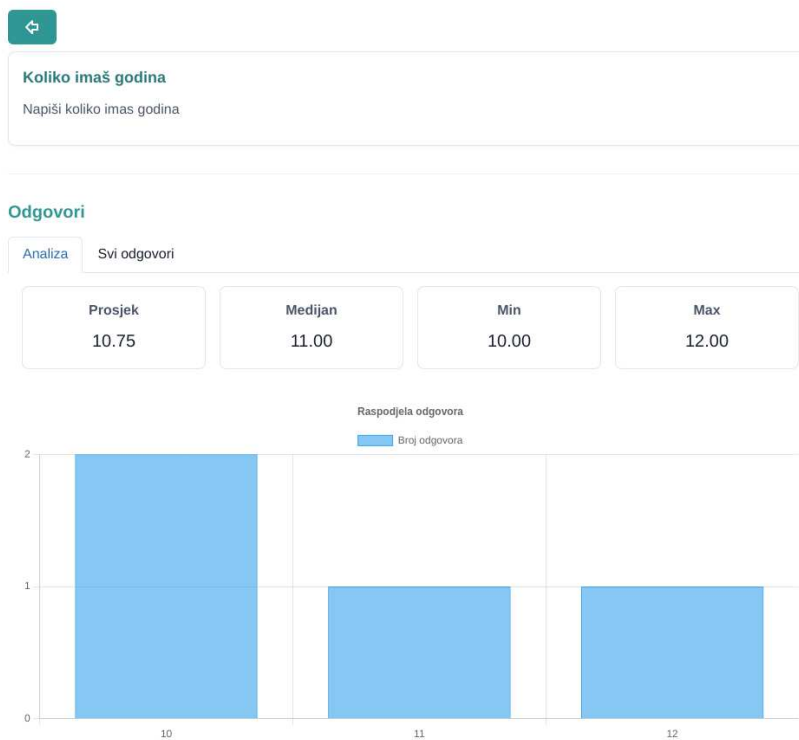 Koliko imaš godina
Napiši koliko imas godina
Odgovori
Analiza Svi odgovori
Prosjek Medijan Min Max
10.75 11.00 10.00 12.00
Raspodjela odgovora
Broj odgovora
2
1
0
10 11 12